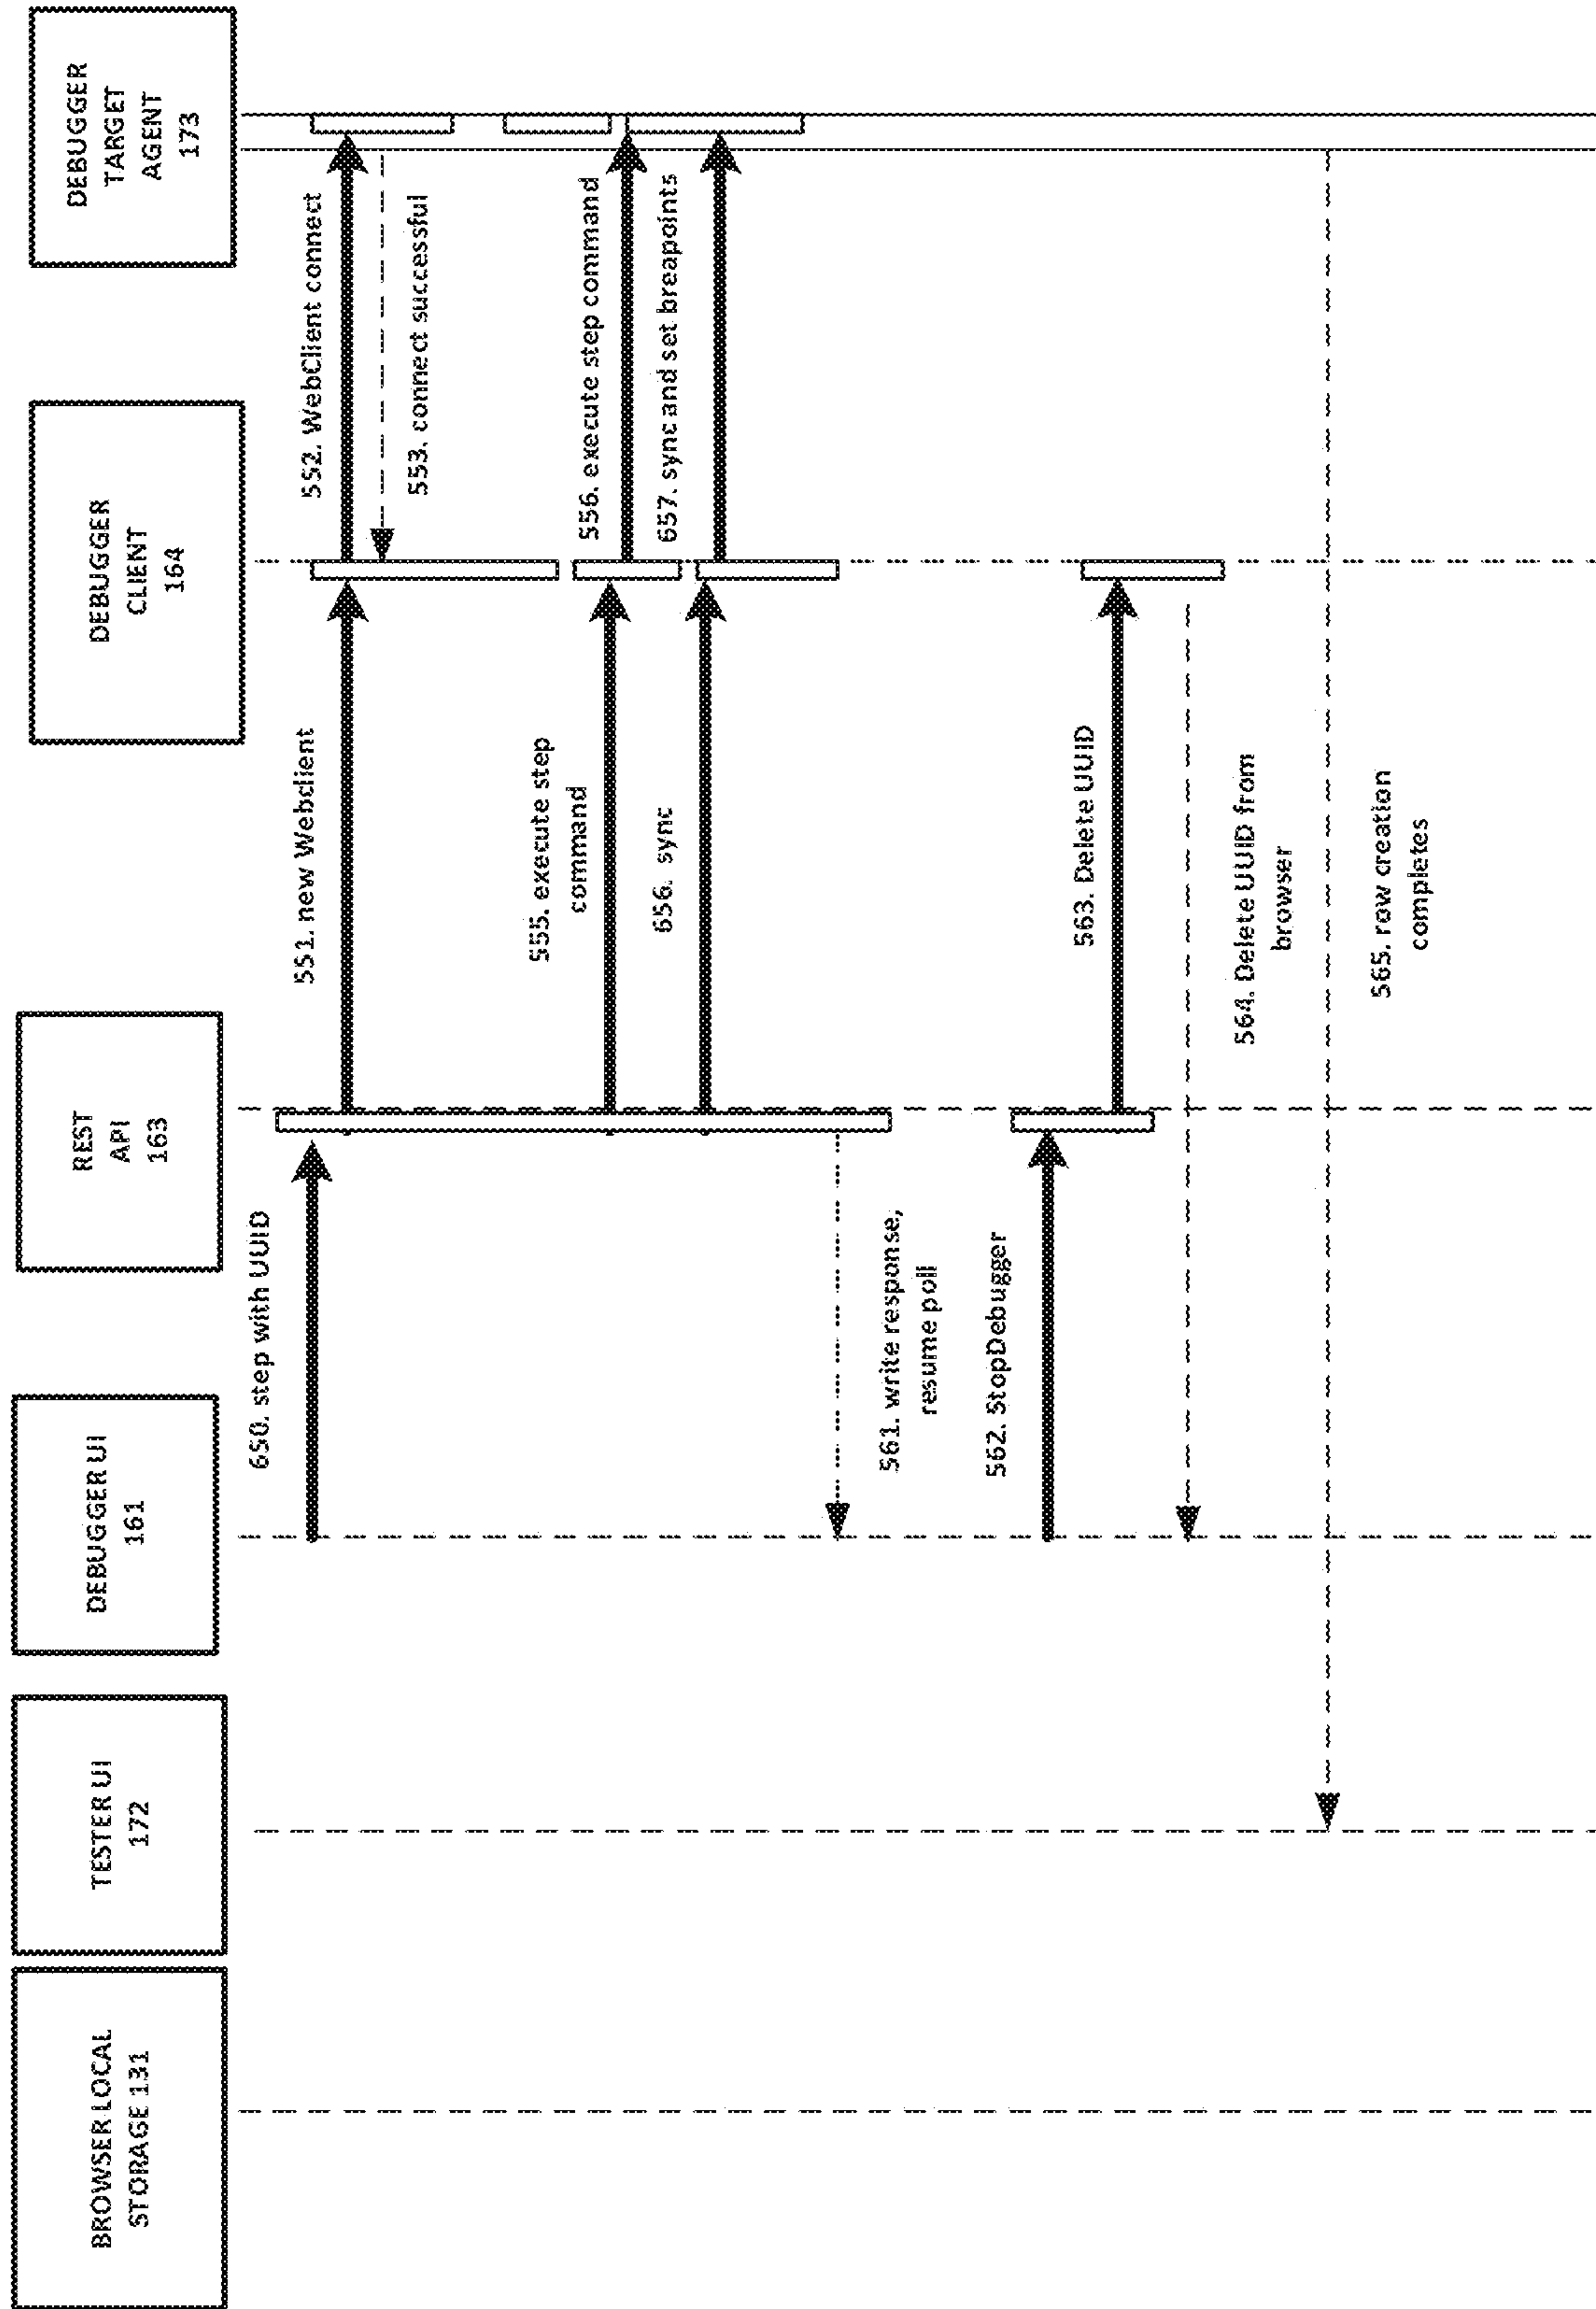 BROWSER LOCAL
STORAGE 131
TESTER UI
172
DEBUGGER UI
161
REST
API
163
DEBUGGER
CLIENT
164
DEBUGGER
TARGET
AGENT
173
650. step with UUID
551. new Webclient
552. WebClient connect
553. connect successful
555. execute step
command
556. execute step command
656. sync
657. sync and set breapoints
561. write response,
resume poll
562. StopDebugger
563. Delete UUID
564. Delete UUID from
browser
565. row creation
completes